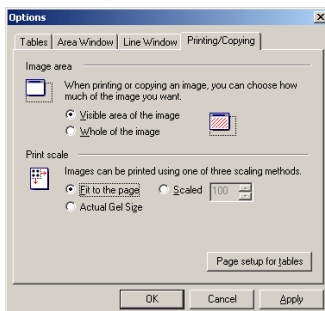 Options
Tables Area Window Line Window Printing/Copying
Image area
When printing or copying an image, you can choose how
much of the image you want.
Visible area of the image
Whole of the image
Print scale
Images can be printed using one of three scaling methods.
Fit to the page Scaled 100
Actual Gel Size
Page setup for tables
OK Cancel Apply